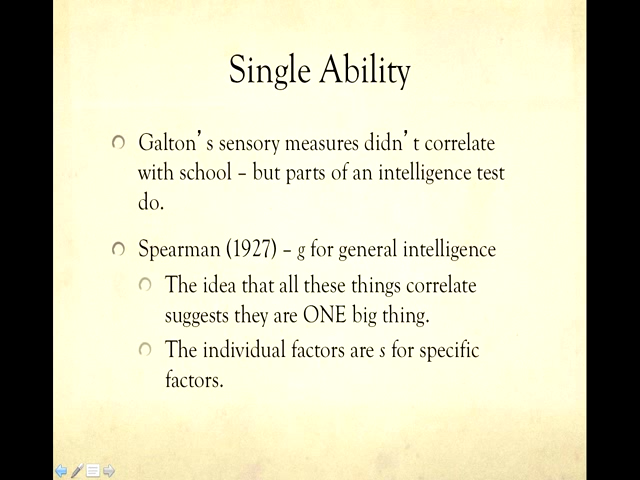 Single Ability
Galton’s sensory measures didn’t correlate
with school – but parts of an intelligence test
do.
Spearman (1927) – g for general intelligence
The idea that all these things correlate
suggests they are ONE big thing.
The individual factors are s for specific
factors.